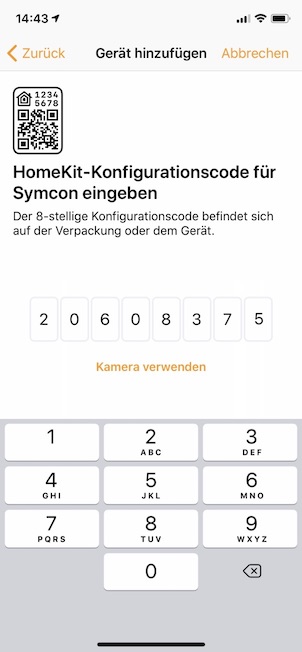 14:43
Zurück Gerät hinzufügen Abbrechen
1234
5678
HomeKit-Konfigurationscode für
Symcon eingeben
Der 8-stellige Konfigurationscode befindet sich
auf der Verpackung oder dem Gerät.
2 0 6 0 8 3 7 5
Kamera verwenden
1 2 3
ABC DEF
4 5 6
GHI JKL MNO
7 8 9
PQRS TUV WXYZ
0